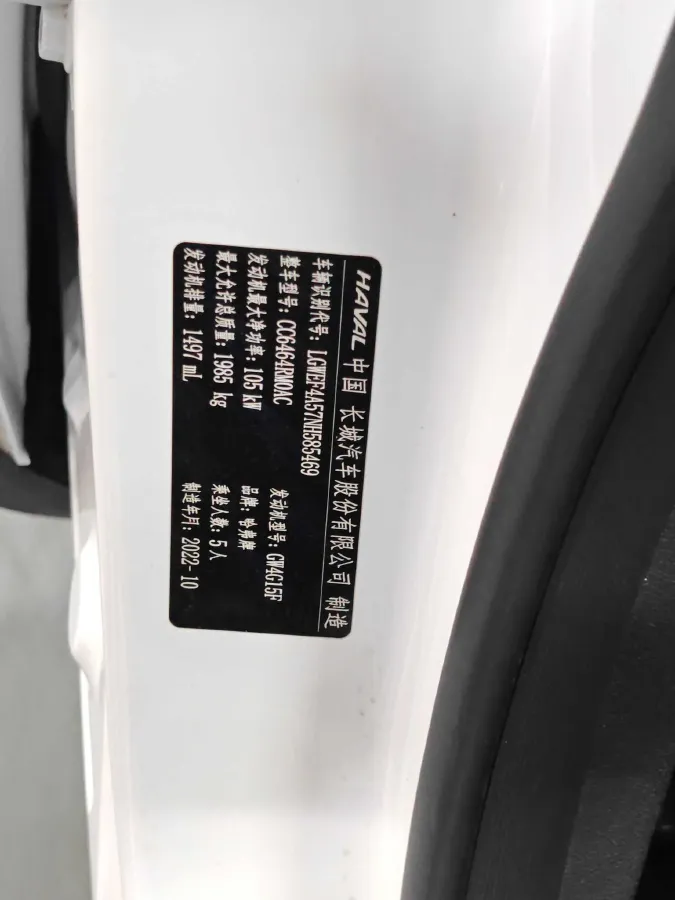 HAVAL 中国 长城汽车股份有限公司 制造
车辆识别代号: LGWEF4A57NH585469
整车型号: CC6464RM0AC 发动机型号: GW4G15F
发动机最大净功率: 105 kW 品牌: 哈弗牌
最大允许总质量: 1985 kg 乘坐人数: 5 人
发动机排量: 1497 mL 制造年月: 2022-10